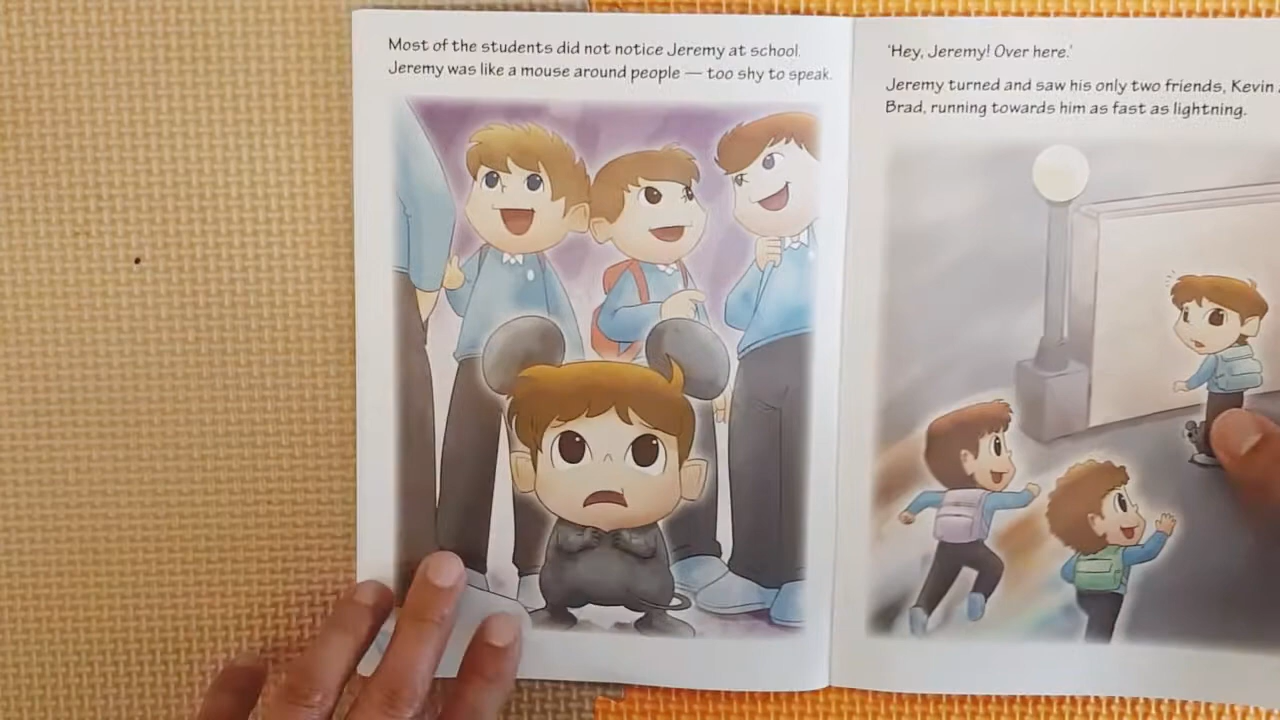 Most of the students did not notice Jeremy at school.
Jeremy was like a mouse around people — too shy to speak.
'Hey, Jeremy! Over here.'
Jeremy turned and saw his only two friends, Kevin
Brad, running towards him as fast as lightning.